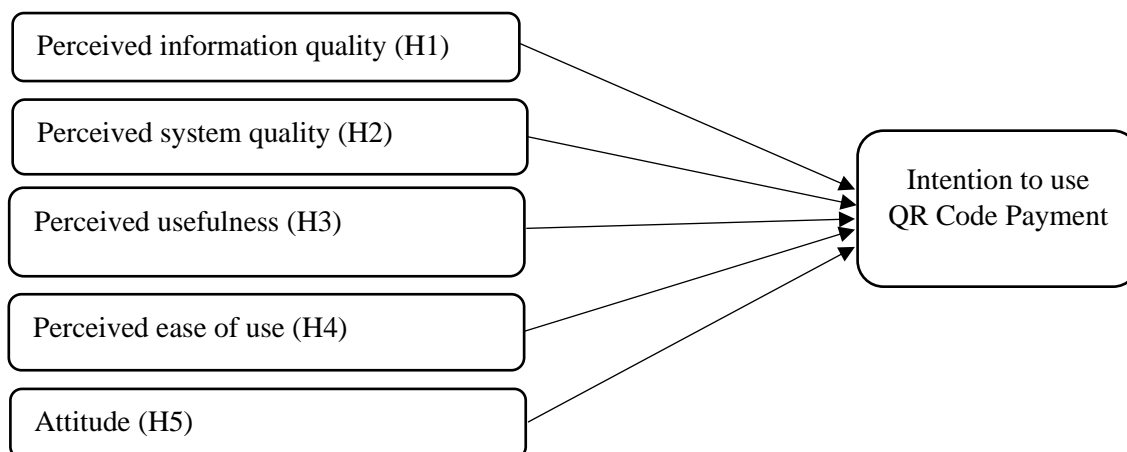 Perceived information quality (H1)
Perceived system quality (H2)
Perceived usefulness (H3)
Perceived ease of use (H4)
Attitude (H5)
Intention to use
QR Code Payment